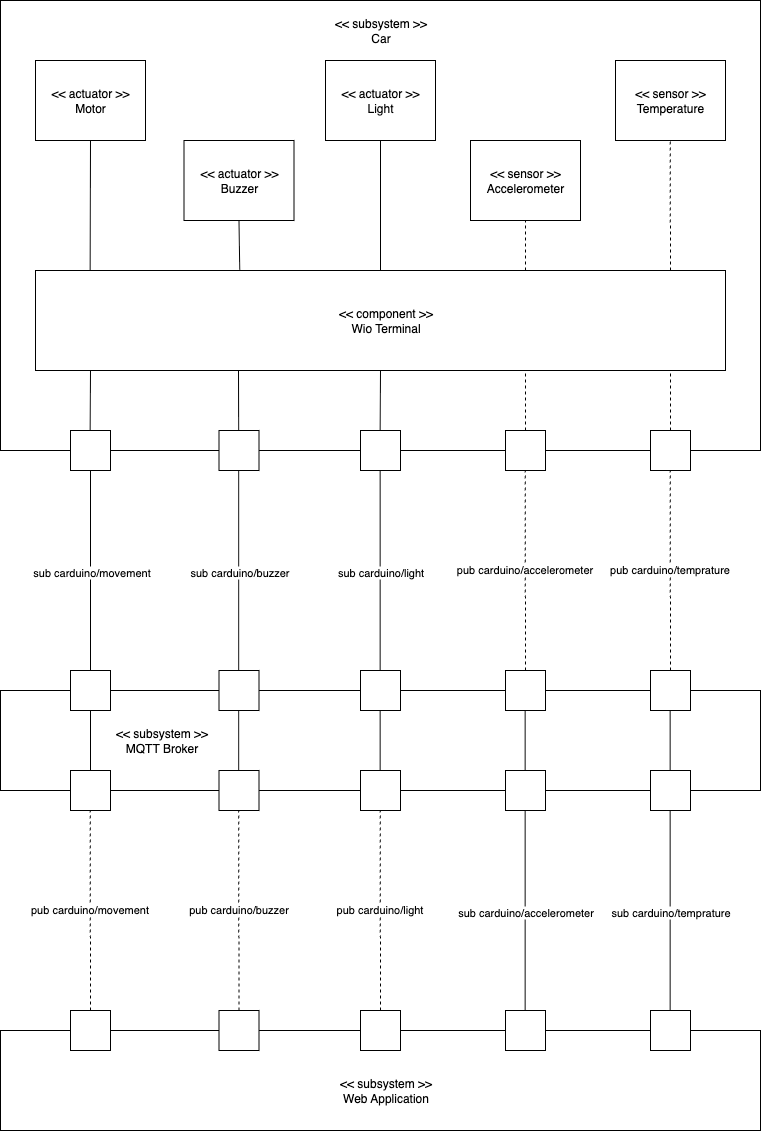 << subsystem >>
Car
<< actuator >>
Motor
<< actuator >>
Light
<< sensor >>
Temperature
<< actuator >>
Buzzer
<< sensor >>
Accelerometer
<< component >>
Wio Terminal
sub carduino/movement
sub carduino/buzzer
sub carduino/light
pub carduino/accelerometer
pub carduino/temprature
<< subsystem >>
MQTT Broker
pub carduino/movement
pub carduino/buzzer
pub carduino/light
sub carduino/accelerometer
sub carduino/temprature
<< subsystem >>
Web Application